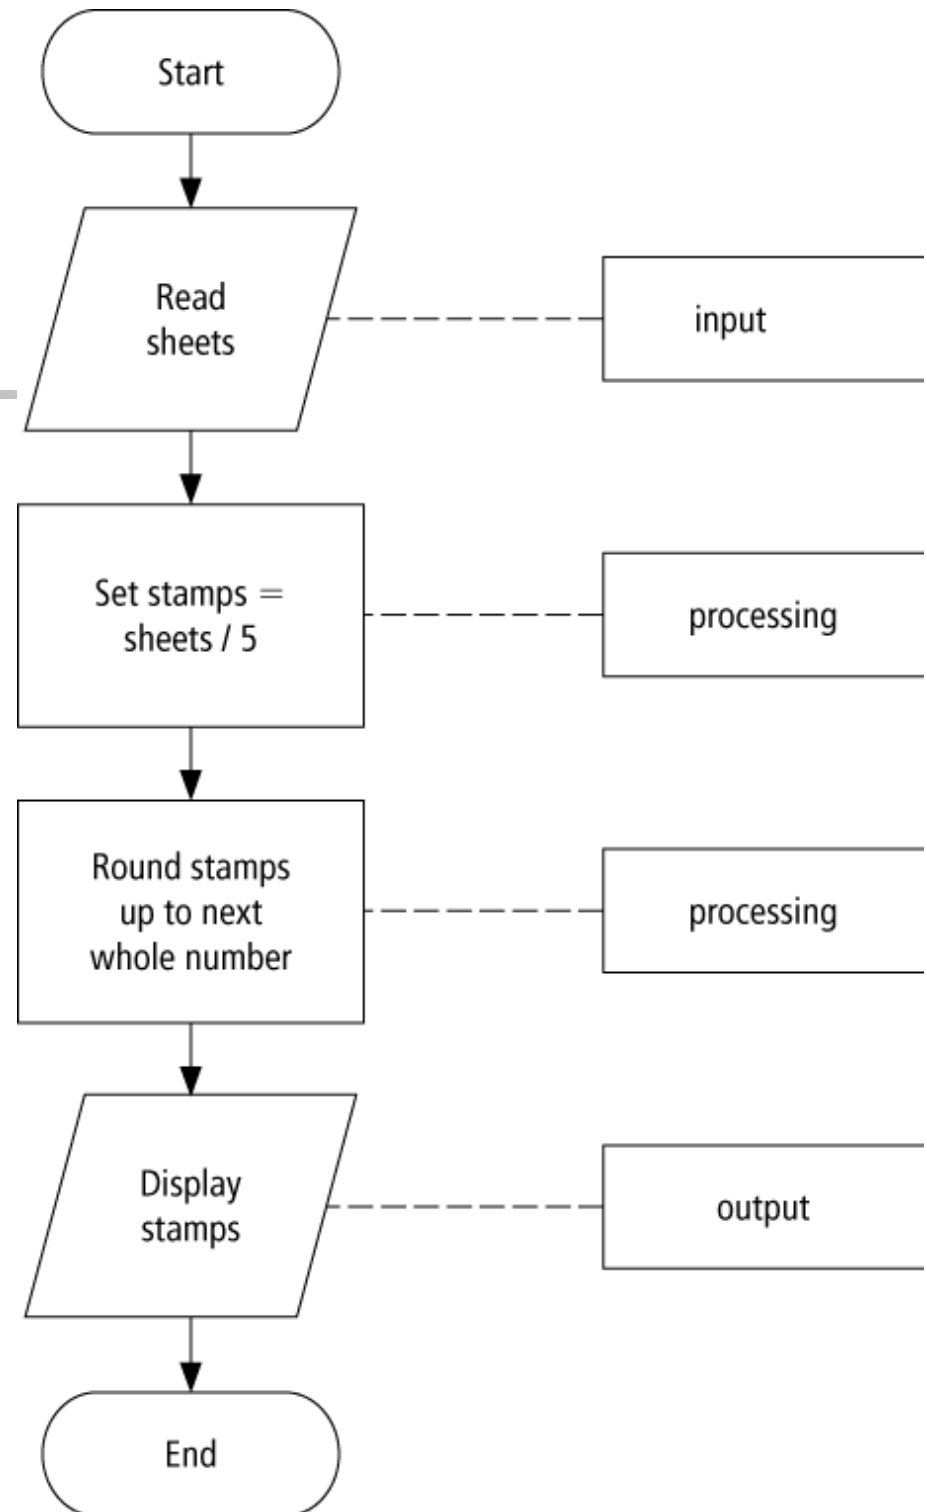 Start
Read
sheets
input
Set stamps =
sheets / 5
processing
Round stamps
up to next
whole number
processing
Display
stamps
output
End